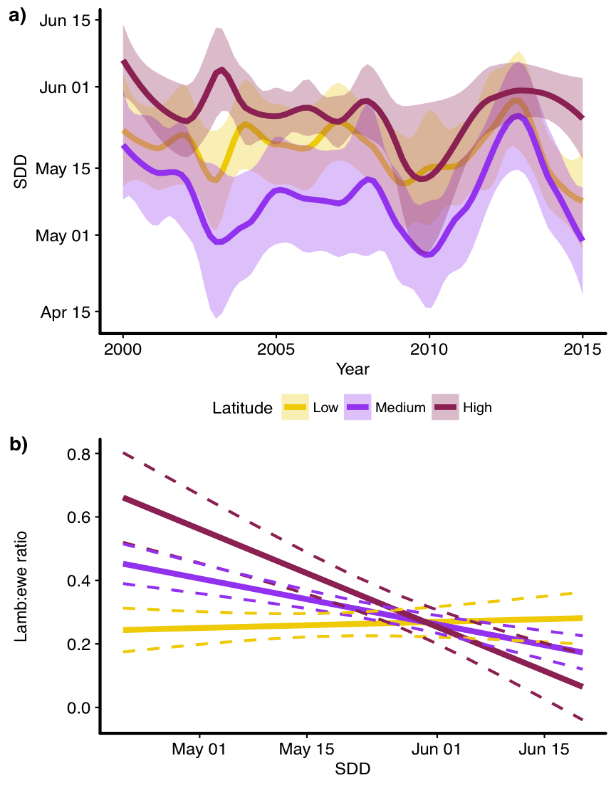 a)
SDD
Jun 15
Jun 01
May 15
May 01
Apr 15
2000 2005 2010 2015
Year
Latitude Low Medium High
b)
Lamb:ewe ratio
0.8
0.6
0.4
0.2
0.0
May 01 May 15 Jun 01 Jun 15
SDD